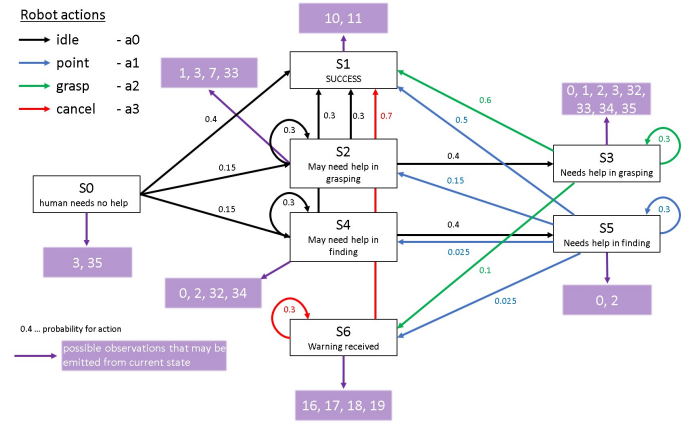 Robot actions
idle - a0
point - a1
grasp - a2
cancel - a3
10, 11
S1
SUCCESS
1, 3, 7, 33
0, 1, 2, 3, 32,
33, 34, 35
0.4
0.3
0.3
0.7
0.6
0.5
0.3
S2
May need help in
grasping
0.3
0.4
S3
Needs help in grasping
0.3
0.15
0.15
S0
human needs no help
0.15
0.3
S4
May need help in
finding
0.4
0.025
S5
Needs help in finding
0.3
3, 35
0, 2, 32, 34
0.1
0, 2
0.025
0.3
S6
Warning received
0.4 ... probability for action
possible observations that may be
emitted from current state
16, 17, 18, 19